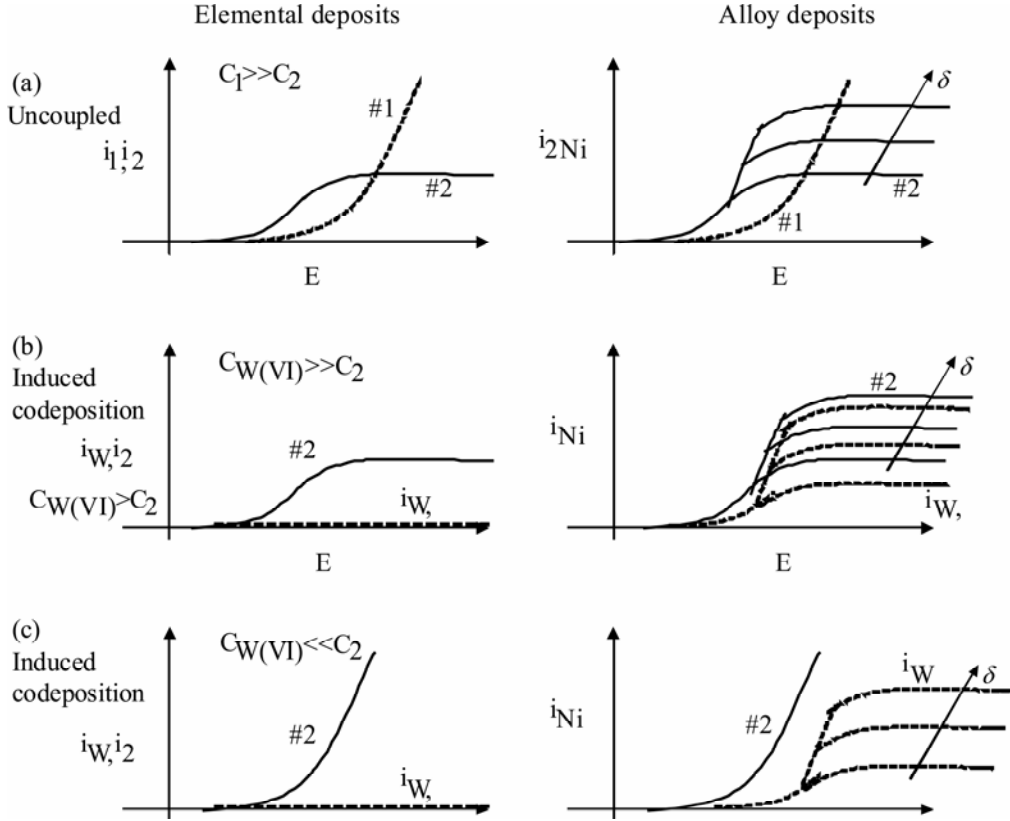 Elemental deposits
Alloy deposits
(a)
Uncoupled
i1,i2
C1>>C2
#1
#2
E
i2Ni
δ
#2
#1
E
(b)
Induced
codeposition
iW,i2
CW(VI)>C2
CW(VI)>>C2
#2
iW,
E
iNi
#2
δ
iW,
E
(c)
Induced
codeposition
iW,i2
CW(VI)<<C2
#2
iW,
iNi
#2
iW
δ